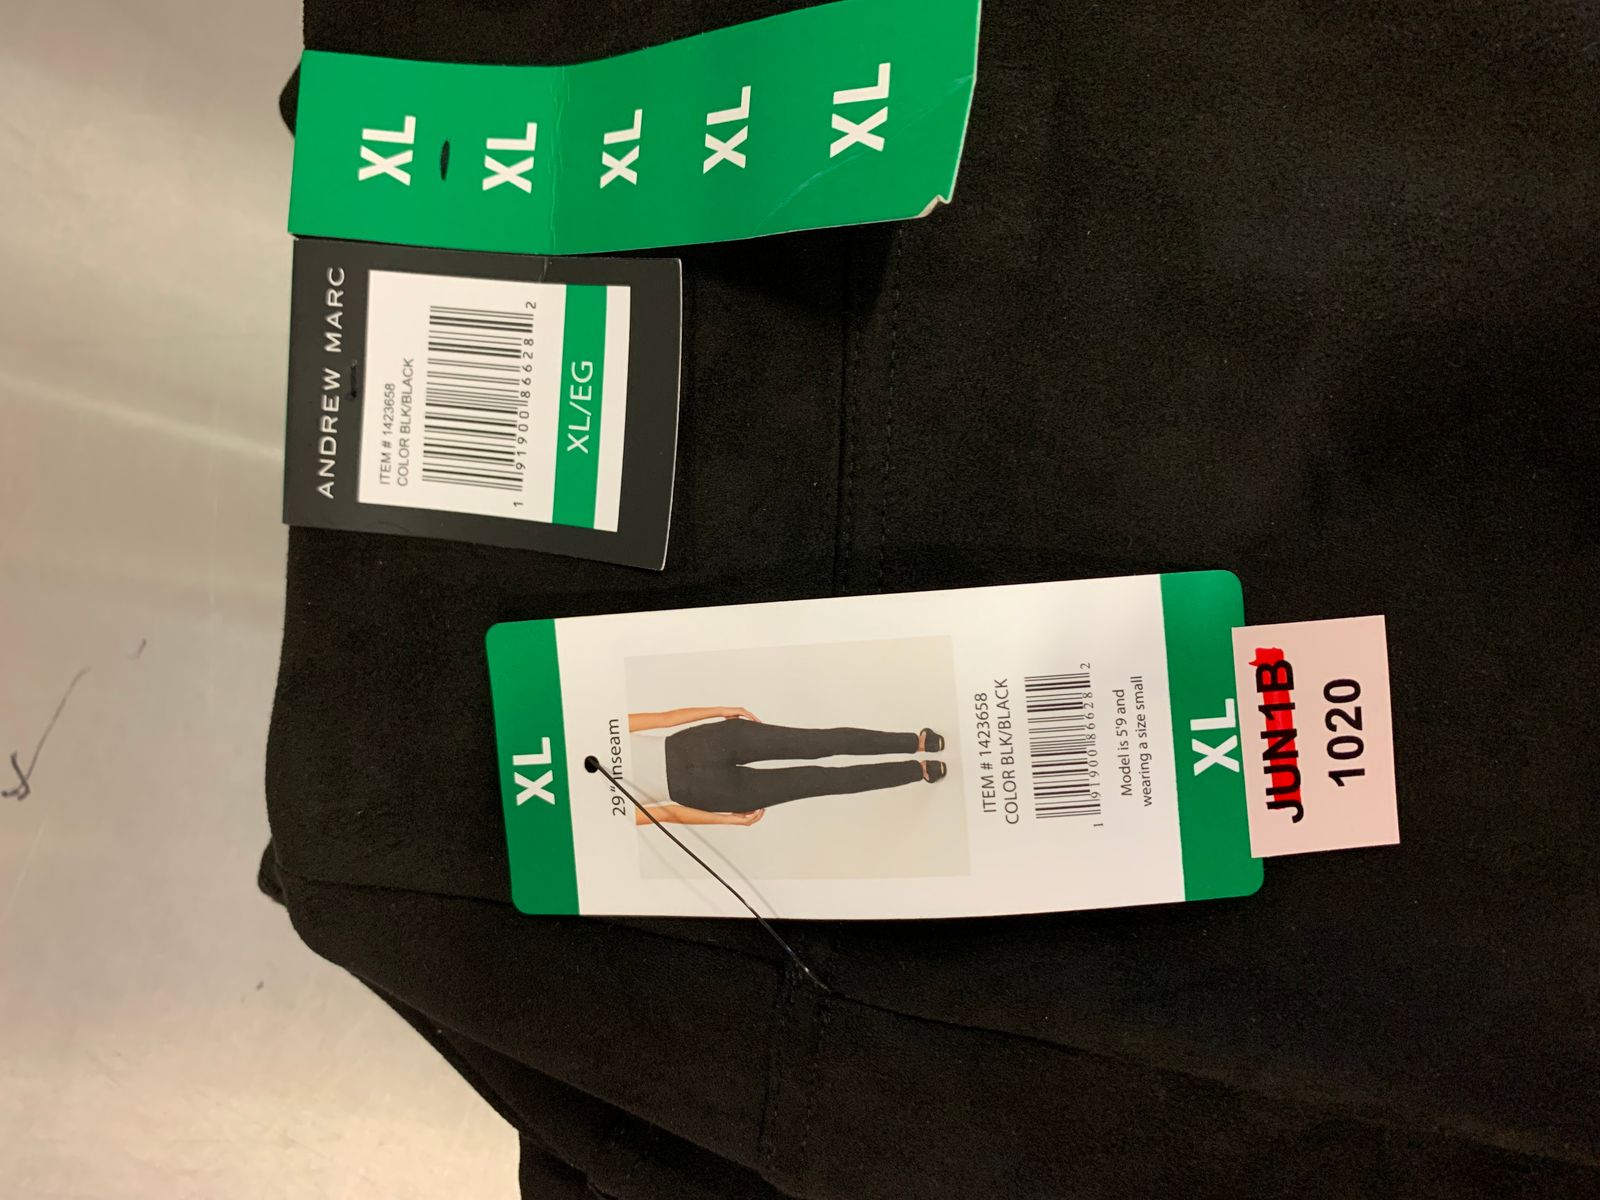 XL
XL
XL
XL
XL
ANDREW MARC
ITEM # 1423658
COLOR BLK/BLACK
1 91900 86628 2
XL/EG
XL
29" Inseam
ITEM # 1423658
COLOR BLK/BLACK
1 91900 86628 2
Model is 5'9 and
wearing a size small
XL
JUN1B
1020